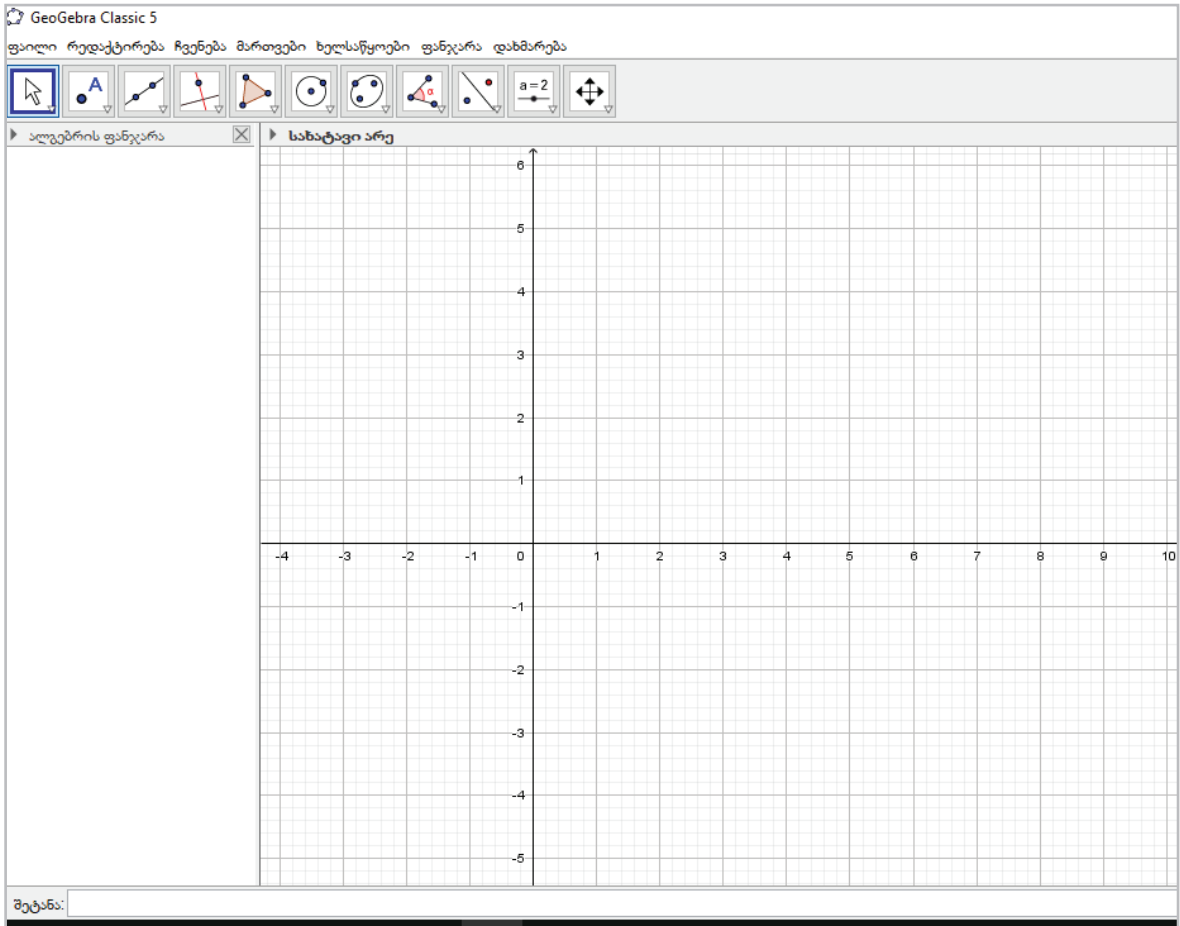 GeoGebra Classic 5
ფაილი რედაქტირება ჩვენება მართვები ხელსაწყოები ფანჯარა დახმარება
A
α
a = 2
ალგებრის ფანჯარა
სახატავი არე
6
5
4
3
2
1
-4 -3 -2 -1 0 1 2 3 4 5 6 7 8 9 10
-1
-2
-3
-4
-5
შეტანა: